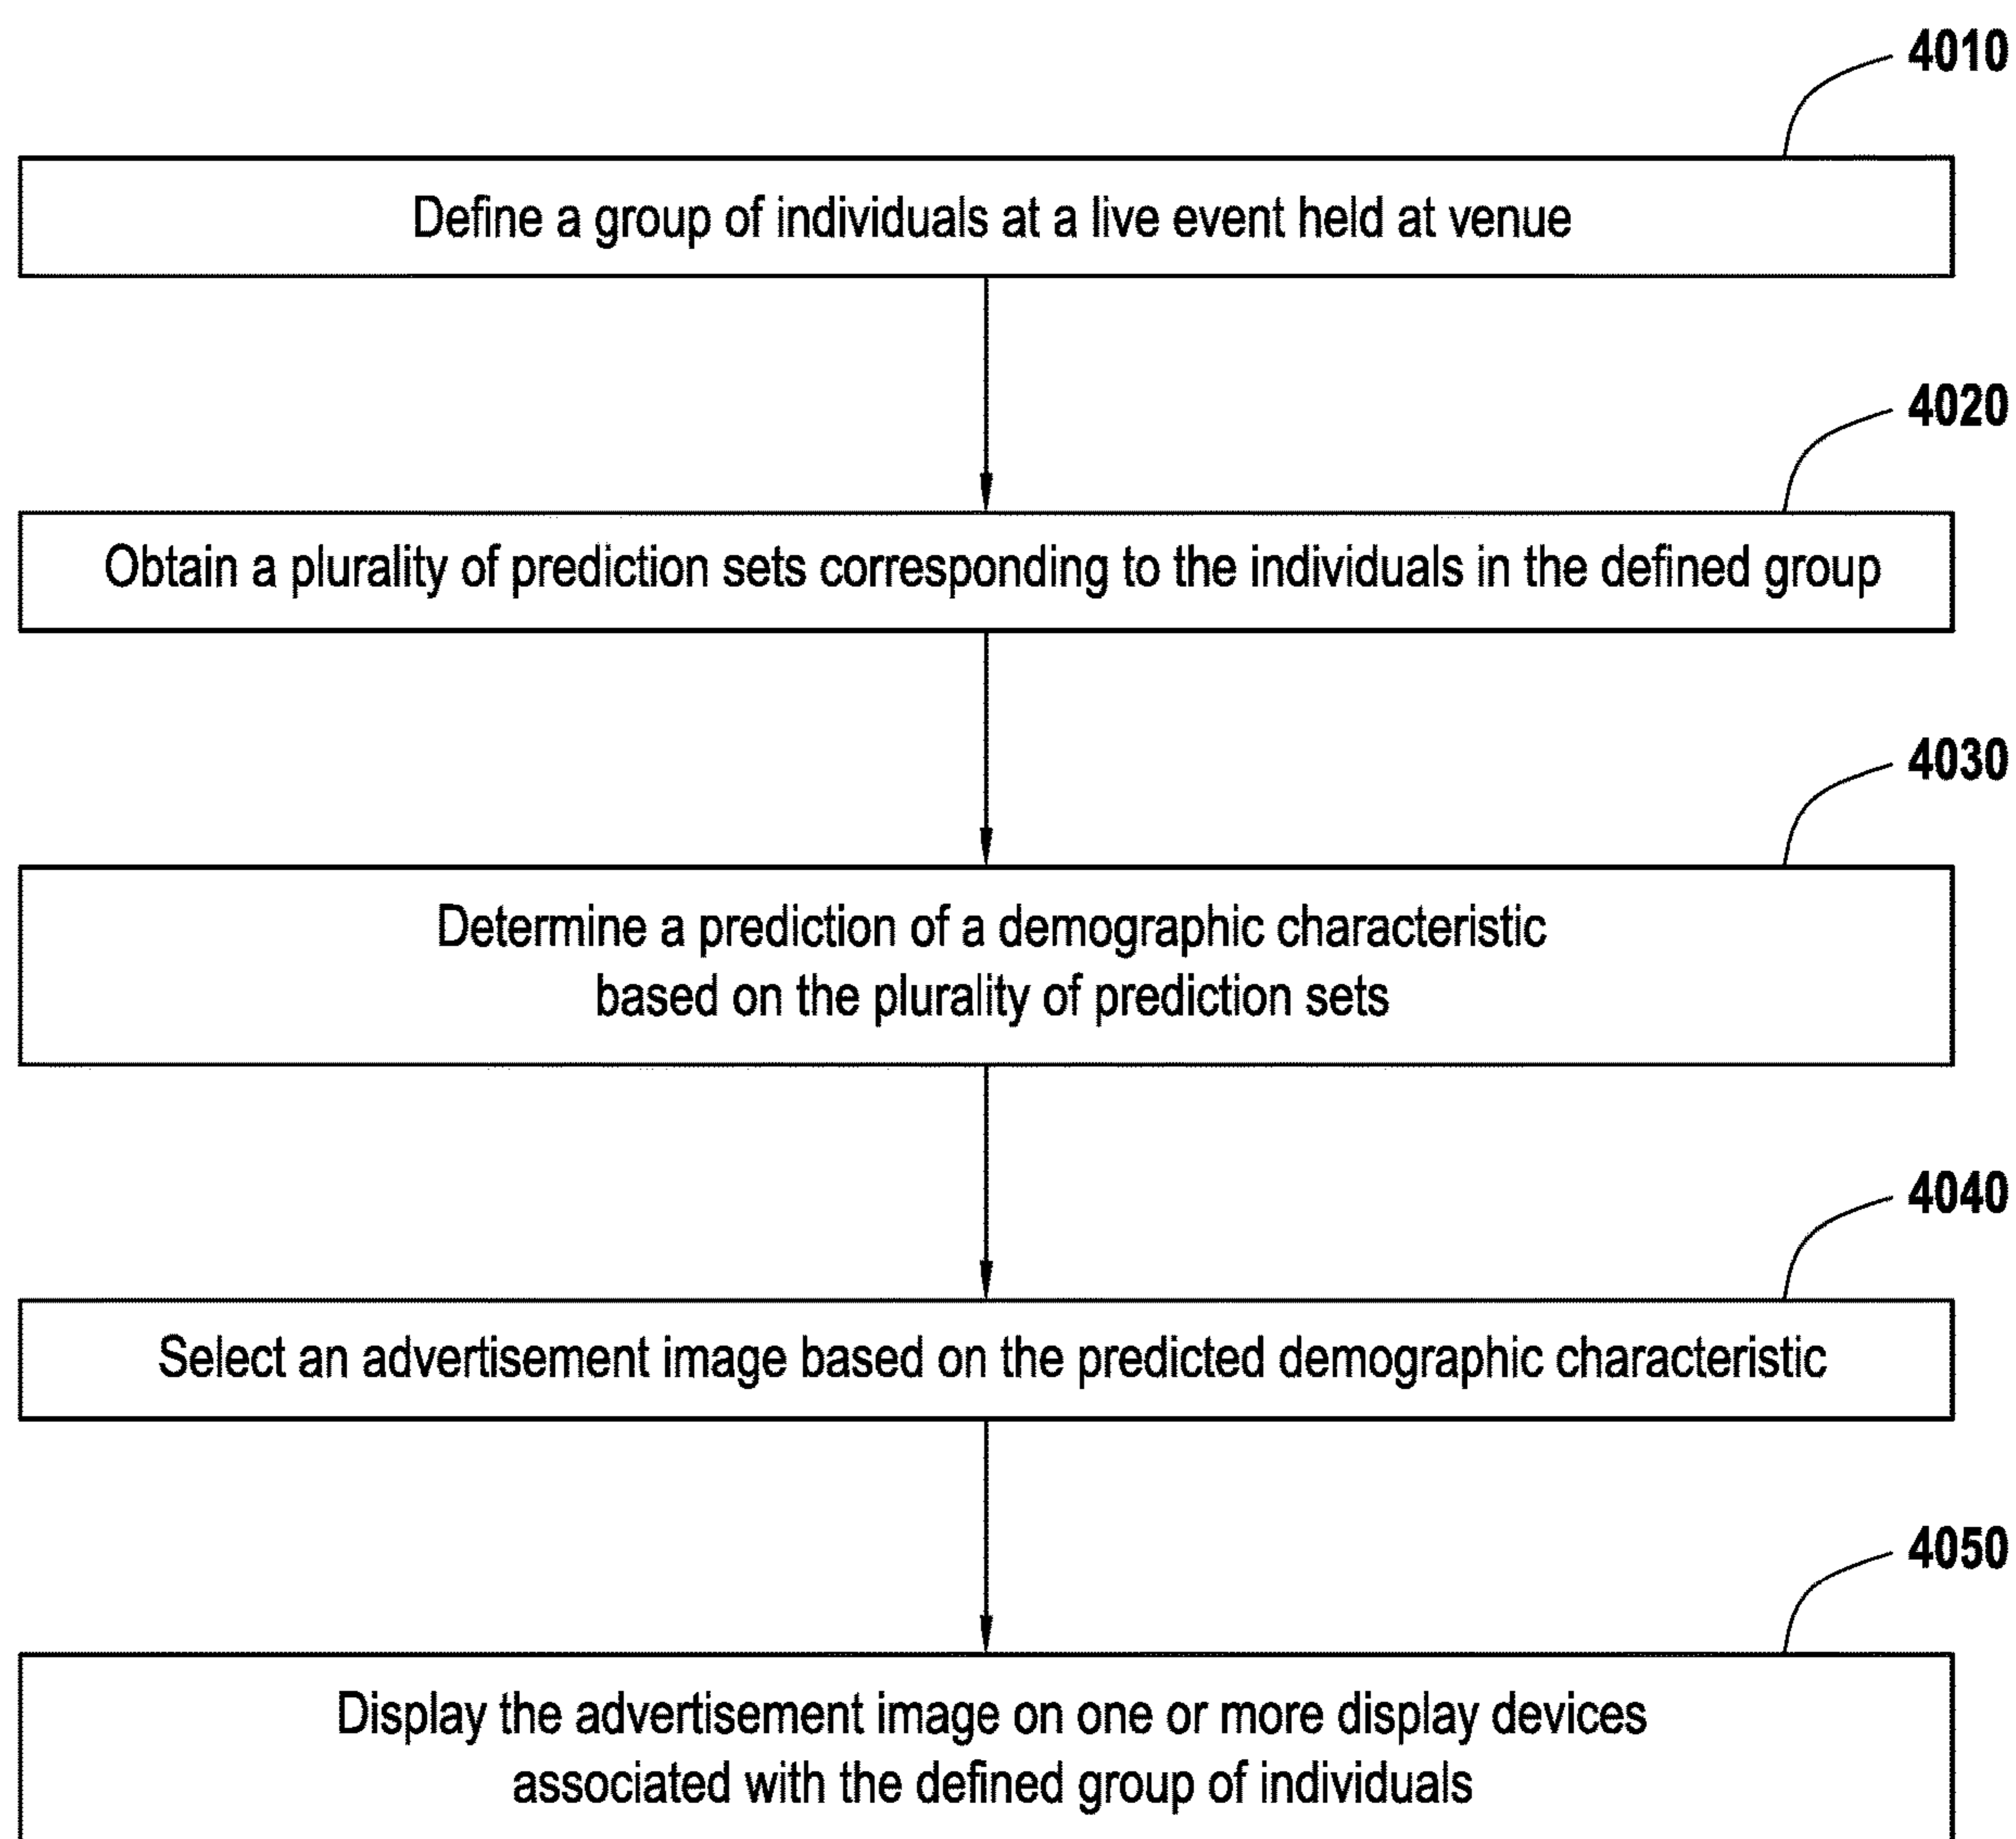 4010
Define a group of individuals at a live event held at venue
4020
Obtain a plurality of prediction sets corresponding to the individuals in the defined group
4030
Determine a prediction of a demographic characteristic
based on the plurality of prediction sets
4040
Select an advertisement image based on the predicted demographic characteristic
4050
Display the advertisement image on one or more display devices
associated with the defined group of individuals